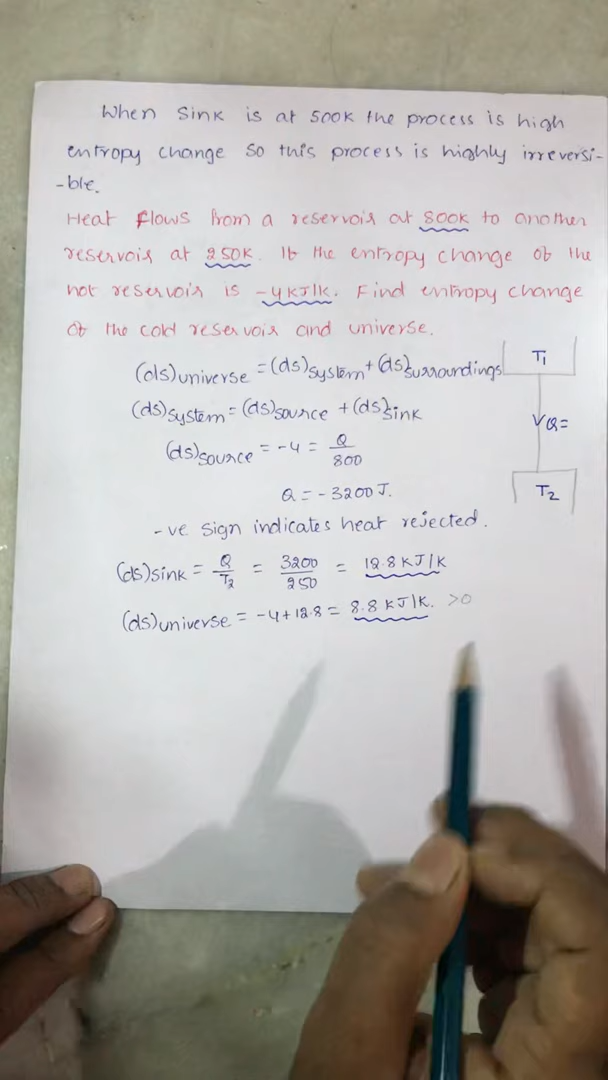 When Sink is at 500K the process is high
entropy change so this process is highly irreversi-
-ble.
Heat flows from a reservoir at 800K to another
reservoir at 250K. If the entropy change of the
hot reservoir is -4KJ/K. Find entropy change
of the cold reservoir and universe.
(ds)universe = (ds)system + (ds)surroundings
(ds)system = (ds)source + (ds)sink
(ds)source = -4 = Q/800
Q = -3200J.
-ve sign indicates heat rejected.
(ds)sink = Q/T2 = 3200/250 = 12.8 KJ/K
(ds)universe = -4+12.8 = 8.8 KJ/K. >0
T1
Q=
T2